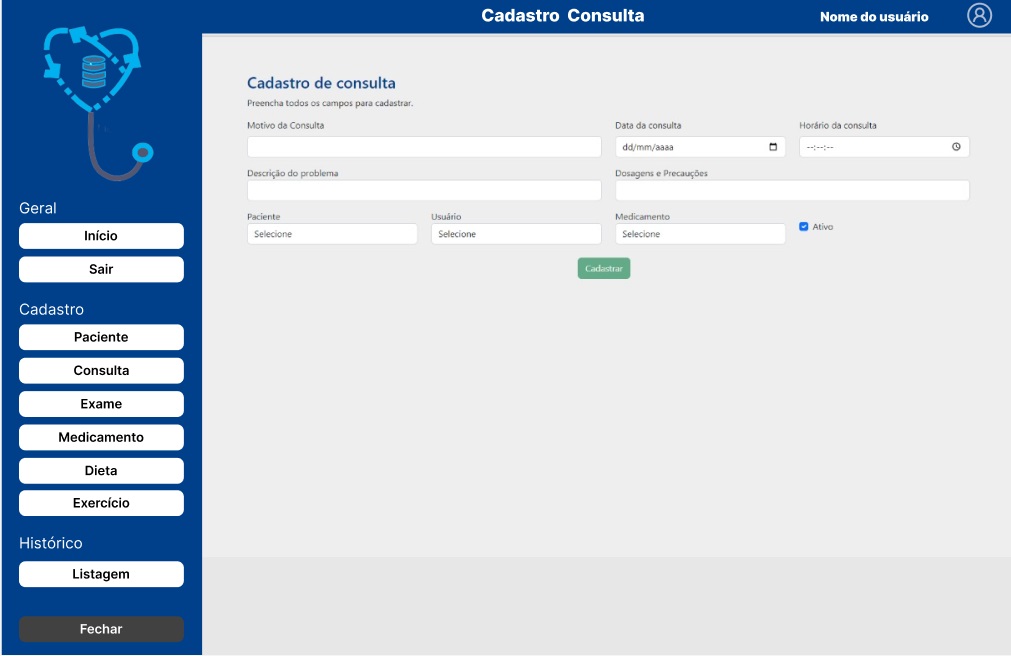 Cadastro Consulta
Nome do usuário
Geral
Início
Sair
Cadastro
Paciente
Consulta
Exame
Medicamento
Dieta
Exercício
Histórico
Listagem
Fechar
Cadastro de consulta
Preencha todos os campos para cadastrar.
Motivo da Consulta
Data da consulta
dd/mm/aaaa
Horário da consulta
--:--:--
Descrição do problema
Dosagens e Precauções
Paciente
Selecione
Usuário
Selecione
Medicamento
Selecione
Ativo
Cadastrar